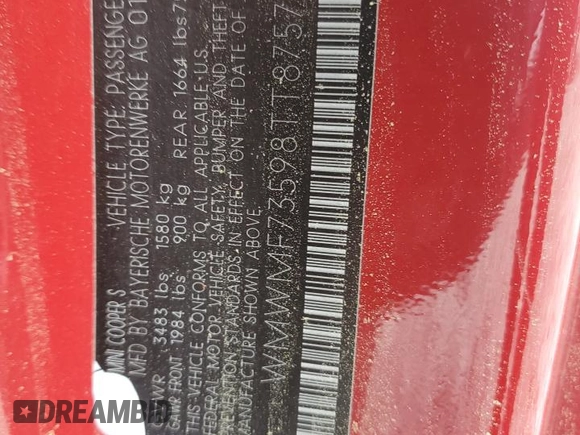 MINI COOPER S VEHICLE TYPE: PASSENGE
MFD BY BAYERISCHE MOTORENWERKE AG 01
GVWR 3483 lbs 1580 kg
GAWR FRONT 1984 lbs 900 kg REAR 1664 lbs
THIS VEHICLE CONFORMS TO ALL APPLICABLE U.S.
FEDERAL MOTOR VEHICLE SAFETY, BUMPER AND THEFT
PREVENTION STANDARDS IN EFFECT ON THE DATE OF
MANUFACTURE SHOWN ABOVE.
WMWMF73598TT8757
DREAMBID